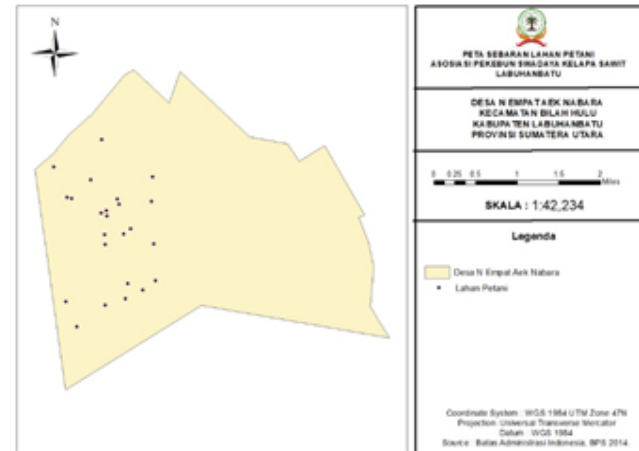 N
PETA SEBARAN LAHAN PETANI
ASOSIASI PEKEBUN SWADAYA KELAPA SAWIT
LABUHANBATU
DESA N EMPAT AEK NABARA
KECAMATAN BILAH HULU
KABUPATEN LABUHANBATU
PROVINSI SUMATERA UTARA
0 0.25 0.5 1 1.5 2
Miles
SKALA : 1:42,234
Legenda
Desa N Empat Aek Nabara
Lahan Petani
Coordinate System : WGS 1984 UTM Zone 47N
Projection: Universal Transverse Mercator
Datum : WGS 1984
Source : Batas Administrasi Indonesia, BPS 2014.